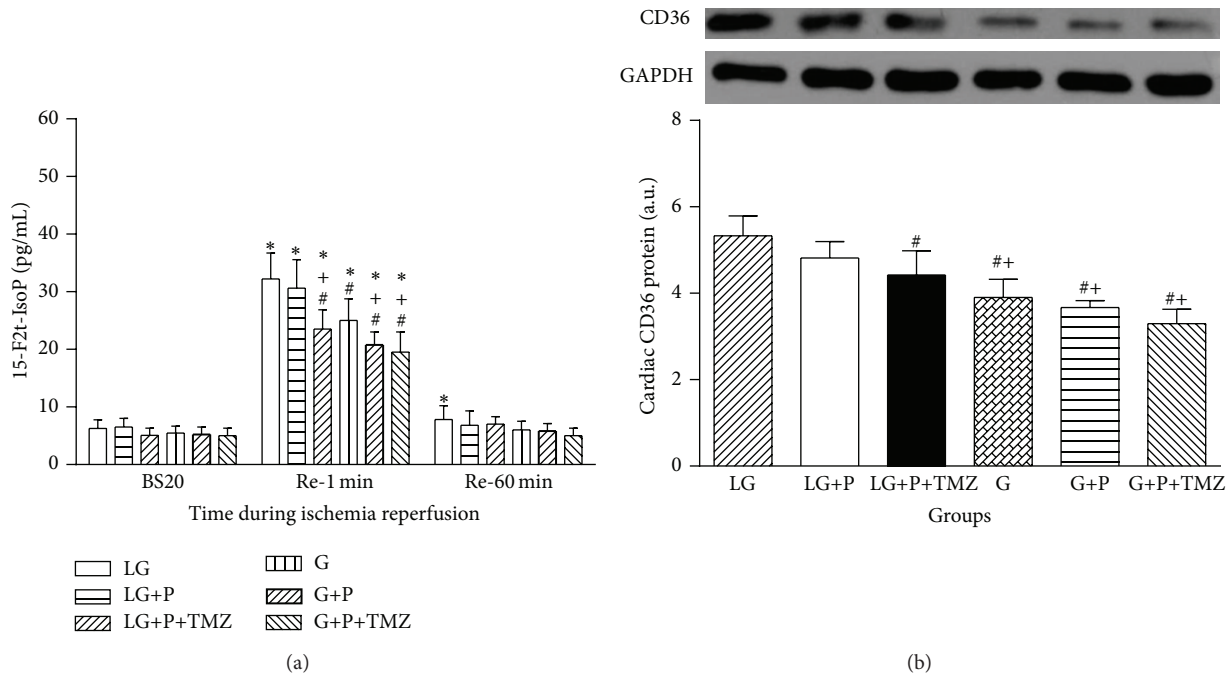 60
50
40
30
20
10
0
15-F2t-IsoP (pg/mL)
*
*
*
+
#
*
#
*
+
#
*
+
#
*
BS20
Re-1 min
Re-60 min
Time during ischemia reperfusion
LG
G
LG+P
G+P
LG+P+TMZ
G+P+TMZ
(a)
CD36
GAPDH
8
6
4
2
0
Cardiac CD36 protein (a.u.)
#
#+
#+
#+
LG
LG+P
LG+P+TMZ
G
G+P
G+P+TMZ
Groups
(b)